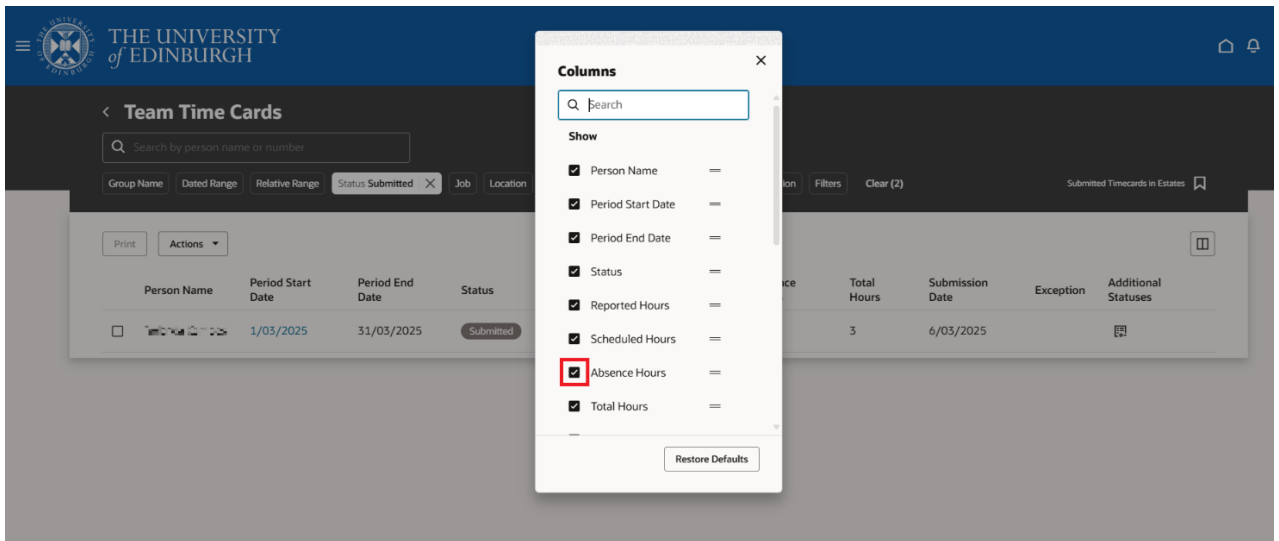 THE UNIVERSITY
of EDINBURGH
Team Time Cards
Search by person name or number
Group Name Dated Range Relative Range Status Submitted Job Location Filters Clear (2) Submitted Timecards in Estates
Print Actions
Person Name Period Start Date Period End Date Status Total Hours Submission Date Exception Additional Statuses
1/03/2025 31/03/2025 Submitted 3 6/03/2025
Columns
Search
Show
Person Name
Period Start Date
Period End Date
Status
Reported Hours
Scheduled Hours
Absence Hours
Total Hours
Restore Defaults